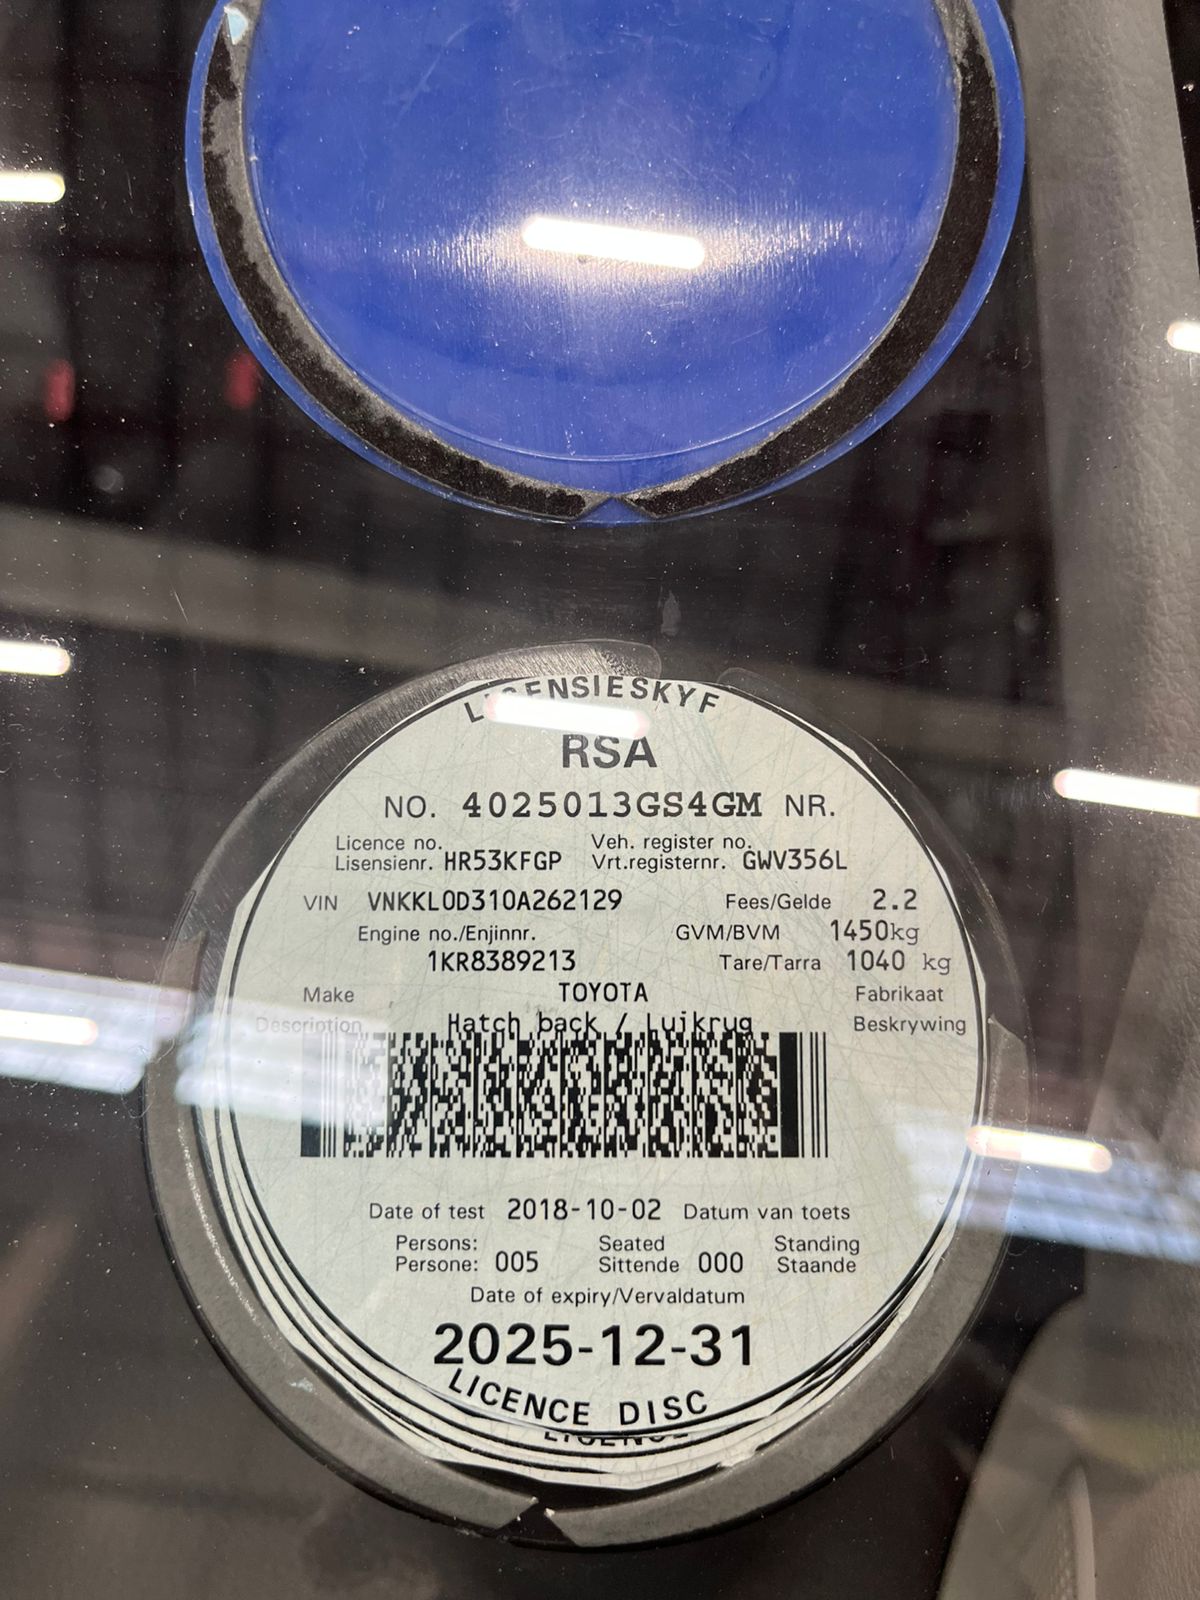 LISENSIESKYF
RSA
NO. 4025013GS4GM NR.
Licence no. Veh. register no.
Lisensienr. HR53KFGP Vrt.registernr. GWV356L
VIN VNKKL0D310A262129 Fees/Gelde 2.2
Engine no./Enjinnr. GVM/BVM 1450kg
1KR8389213 Tare/Tarra 1040 kg
Make TOYOTA Fabrikaat
Description Hatch back / Luikrug Beskrywing
Date of test 2018-10-02 Datum van toets
Persons: Seated Standing
Persone: 005 Sittende 000 Staande
Date of expiry/Vervaldatum
2025-12-31
LICENCE DISC
LICENCE